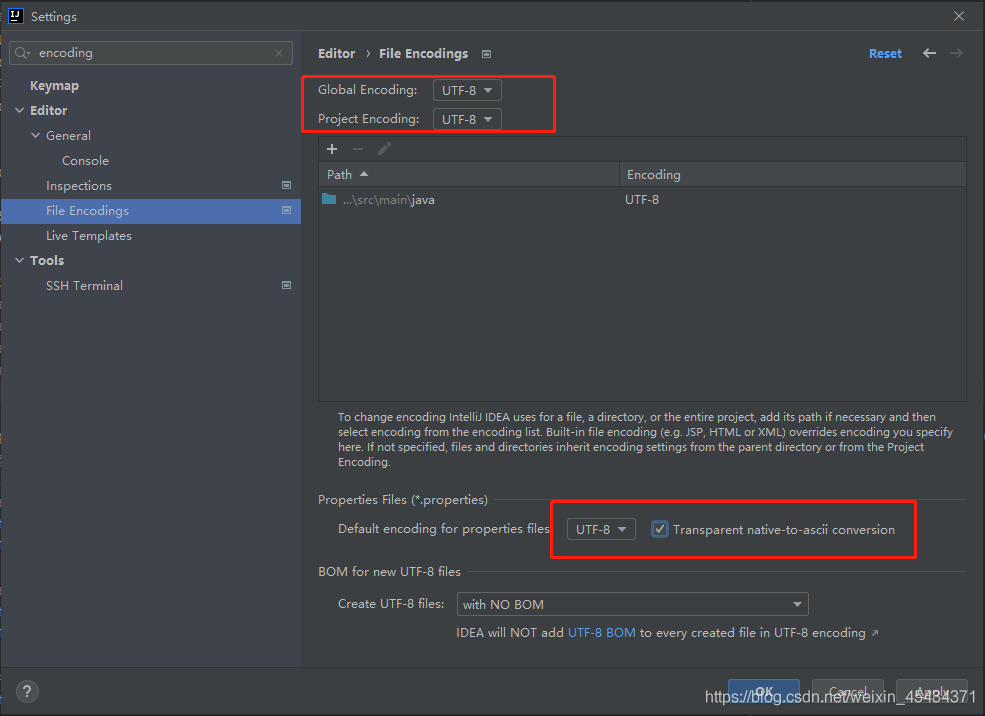 IJ Settings
encoding
Keymap
Editor
General
Console
Inspections
File Encodings
Live Templates
Tools
SSH Terminal
Editor › File Encodings
Reset
Global Encoding: UTF-8
Project Encoding: UTF-8
Path Encoding
...\src\main\java UTF-8
To change encoding IntelliJ IDEA uses for a file, a directory, or the entire project, add its path if necessary and then
select encoding from the encoding list. Built-in file encoding (e.g. JSP, HTML or XML) overrides encoding you specify
here. If not specified, files and directories inherit encoding settings from the parent directory or from the Project
Encoding.
Properties Files (*.properties)
Default encoding for properties files UTF-8 Transparent native-to-ascii conversion
BOM for new UTF-8 files
Create UTF-8 files: with NO BOM
IDEA will NOT add UTF-8 BOM to every created file in UTF-8 encoding ↗
? OK Cancel Apply
https://blog.csdn.net/weixin_45434371